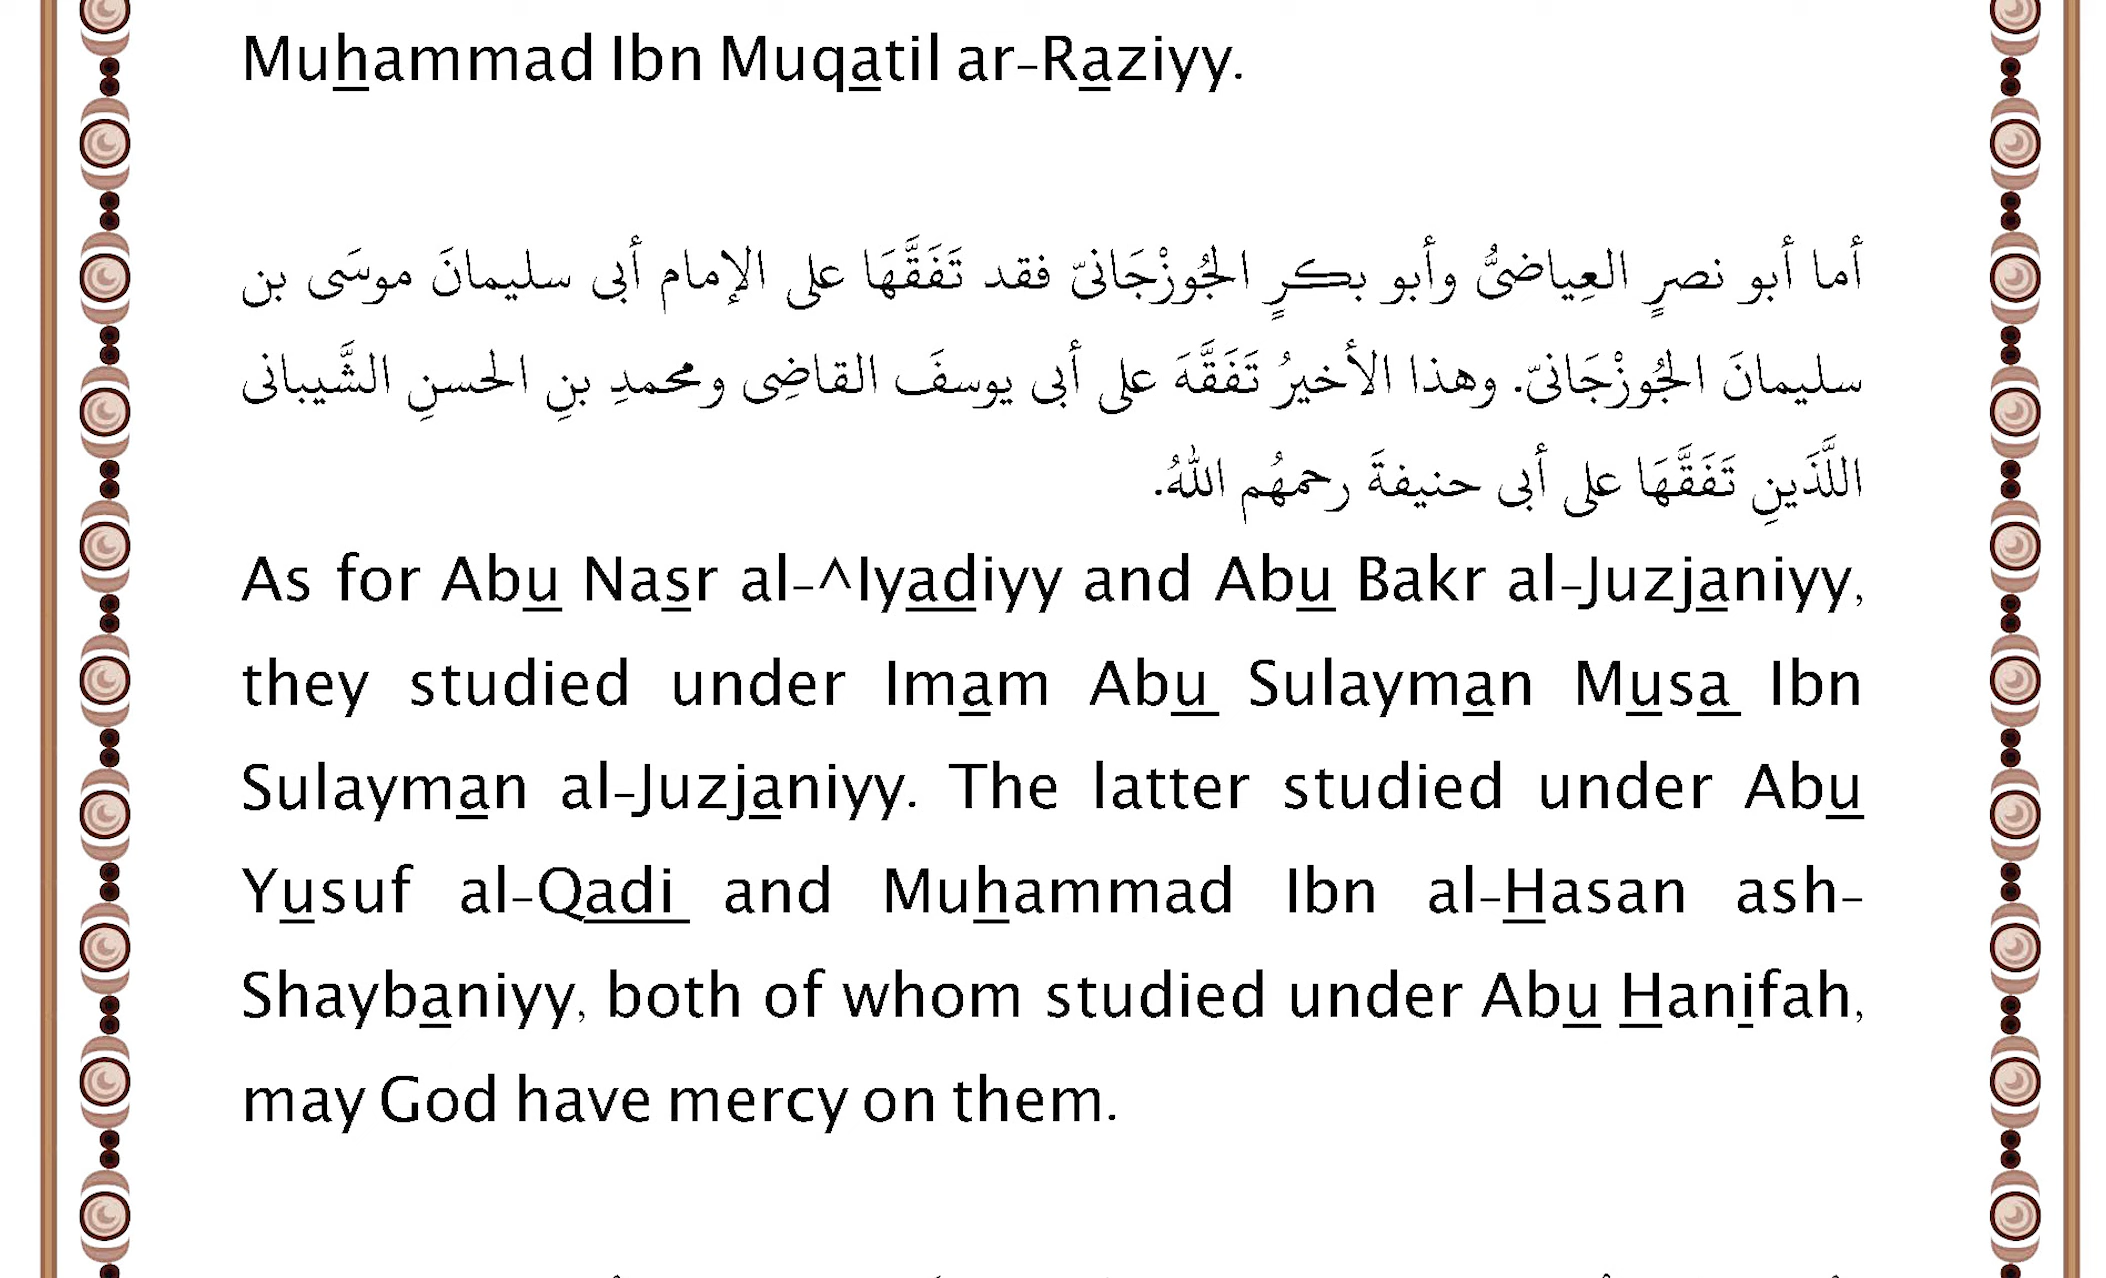 Muhammad Ibn Muqatil ar-Raziyy.
أما أبو نصرٍ العِياضىُّ وأبو بكرٍ الجُوزْجَانىّ فقد تَفَقَّهَا على الإمام أبى سليمانَ موسَى بن
سليمانَ الجُوزْجَانىّ. وهذا الأخيرُ تَفَقَّهَ على أبى يوسفَ القاضِى ومحمدِ بنِ الحسنِ الشَّيبانى
اللَّذَينِ تَفَقَّهَا على أبى حنيفةَ رحمهُم اللهُ.
As for Abu Nasr al-^Iyadiyy and Abu Bakr al-Juzjaniyy,
they studied under Imam Abu Sulayman Musa Ibn
Sulayman al-Juzjaniyy. The latter studied under Abu
Yusuf al-Qadi and Muhammad Ibn al-Hasan ash-
Shaybaniyy, both of whom studied under Abu Hanifah,
may God have mercy on them.